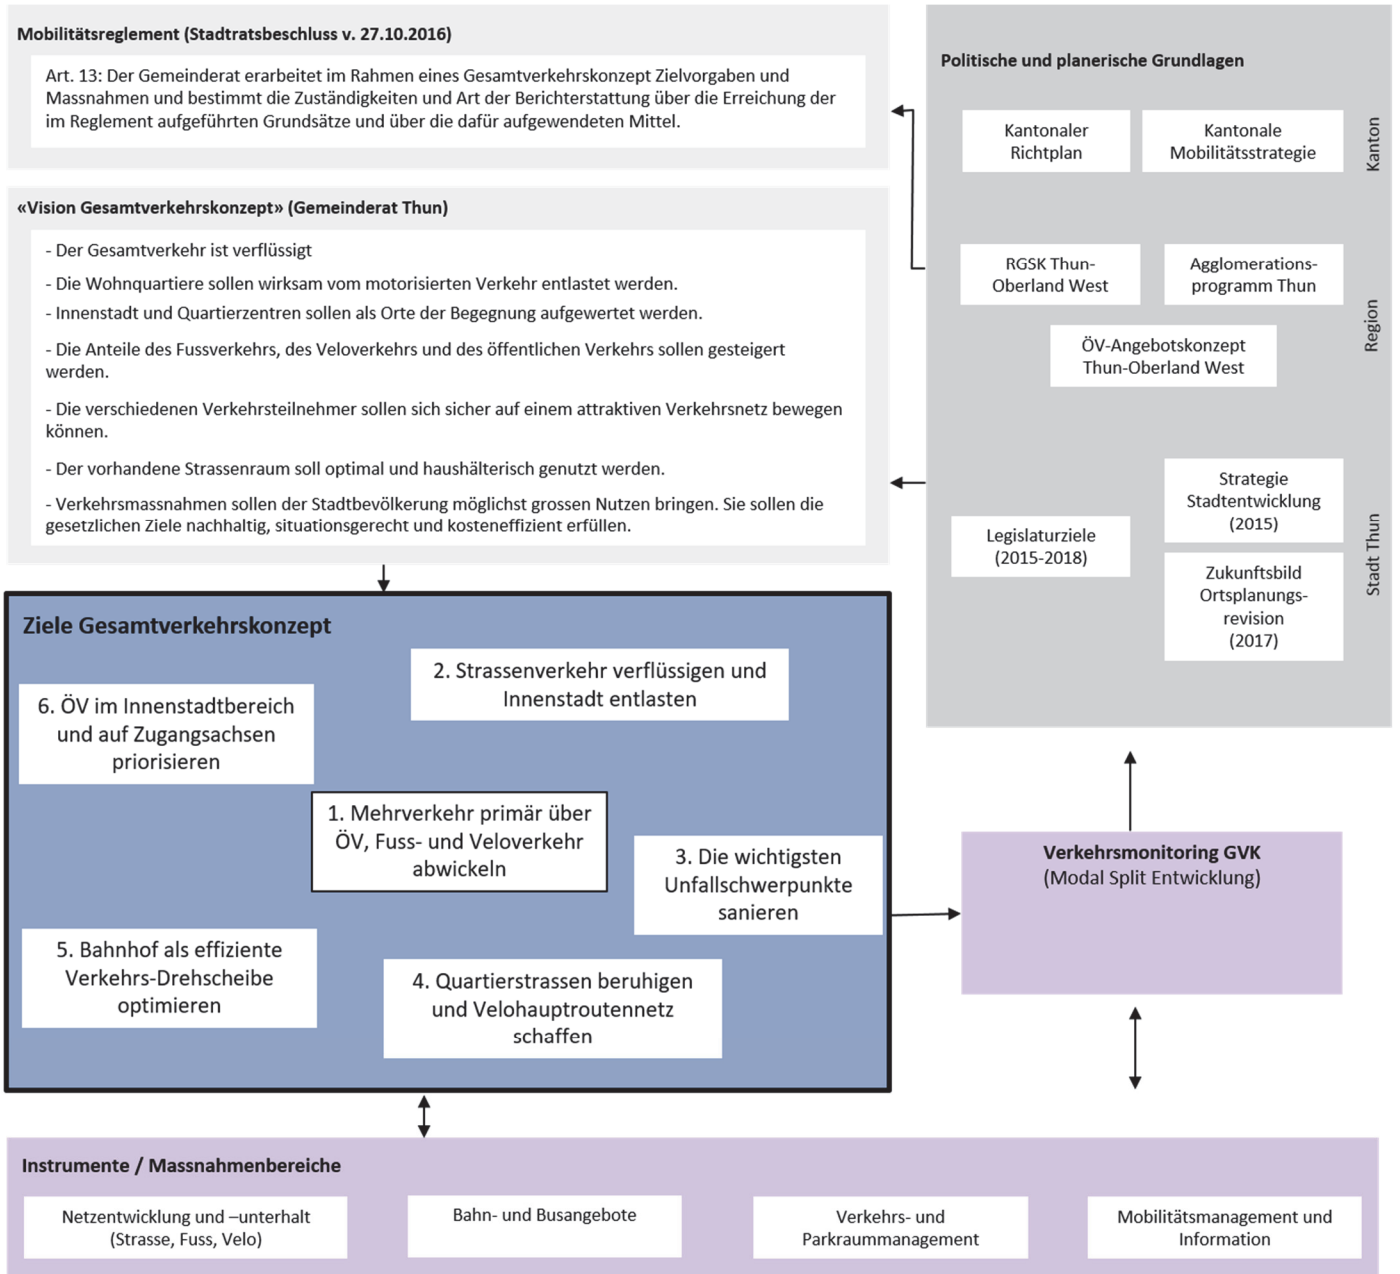 Mobilitätsreglement (Stadtratsbeschluss v. 27.10.2016)
Art. 13: Der Gemeinderat erarbeitet im Rahmen eines Gesamtverkehrskonzept Zielvorgaben und
Massnahmen und bestimmt die Zuständigkeiten und Art der Berichterstattung über die Erreichung der
im Reglement aufgeführten Grundsätze und über die dafür aufgewendeten Mittel.
«Vision Gesamtverkehrskonzept» (Gemeinderat Thun)
- Der Gesamtverkehr ist verflüssigt
- Die Wohnquartiere sollen wirksam vom motorisierten Verkehr entlastet werden.
- Innenstadt und Quartierzentren sollen als Orte der Begegnung aufgewertet werden.
- Die Anteile des Fussverkehrs, des Veloverkehrs und des öffentlichen Verkehrs sollen gesteigert
werden.
- Die verschiedenen Verkehrsteilnehmer sollen sich sicher auf einem attraktiven Verkehrsnetz bewegen
können.
- Der vorhandene Strassenraum soll optimal und haushälterisch genutzt werden.
- Verkehrsmassnahmen sollen der Stadtbevölkerung möglichst grossen Nutzen bringen. Sie sollen die
gesetzlichen Ziele nachhaltig, situationsgerecht und kosteneffizient erfüllen.
Politische und planerische Grundlagen
Kantonaler
Richtplan
Kantonale
Mobilitätsstrategie
Kanton
RGSK Thun-
Oberland West
Agglomerations-
programm Thun
ÖV-Angebotskonzept
Thun-Oberland West
Region
Legislaturziele
(2015-2018)
Strategie
Stadtentwicklung
(2015)
Zukunftsbild
Ortsplanungs-
revision
(2017)
Stadt Thun
Ziele Gesamtverkehrskonzept
2. Strassenverkehr verflüssigen und
Innenstadt entlasten
6. ÖV im Innenstadtbereich
und auf Zugangsachsen
priorisieren
1. Mehrverkehr primär über
ÖV, Fuss- und Veloverkehr
abwickeln
3. Die wichtigsten
Unfallschwerpunkte
sanieren
5. Bahnhof als effiziente
Verkehrs-Drehscheibe
optimieren
4. Quartierstrassen beruhigen
und Velohauptroutennetz
schaffen
Verkehrsmonitoring GVK
(Modal Split Entwicklung)
Instrumente / Massnahmenbereiche
Netzentwicklung und –unterhalt
(Strasse, Fuss, Velo)
Bahn- und Busangebote
Verkehrs- und
Parkraummanagement
Mobilitätsmanagement und
Information